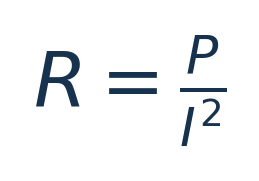 R = P/I²